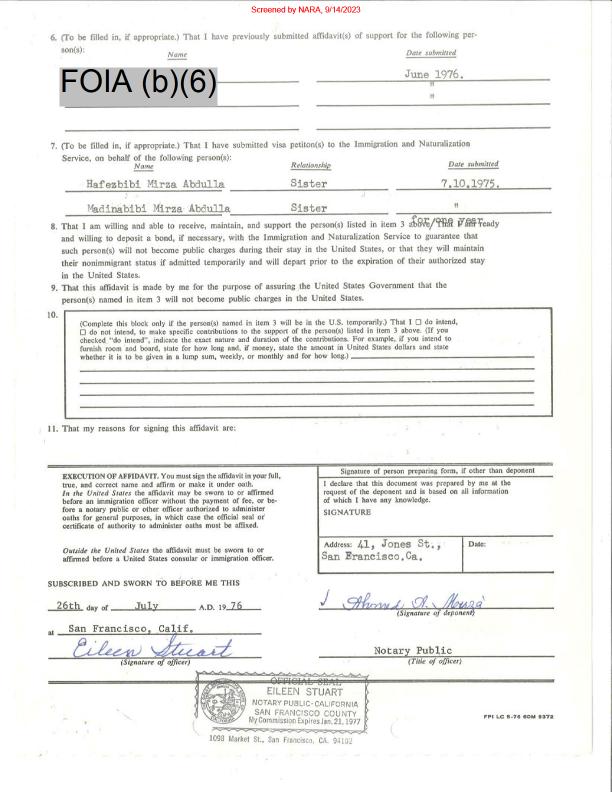 Screened by NARA, 9/14/2023
6. (To be filled in, if appropriate.) That I have previously submitted affidavit(s) of support for the following per-
son(s):
Name
Date submitted
FOIA (b)(6)
June 1976.
"
"
7. (To be filled in, if appropriate.) That I have submitted visa petiton(s) to the Immigration and Naturalization
Service, on behalf of the following person(s):
Name
Relationship
Date submitted
Hafezbibi Mirza Abdulla
Sister
7.10.1975.
Madinabibi Mirza Abdulla
Sister
"
for/one year
8. That I am willing and able to receive, maintain, and support the person(s) listed in item 3 above. That I am ready
and willing to deposit a bond, if necessary, with the Immigration and Naturalization Service to guarantee that
such person(s) will not become public charges during their stay in the United States, or that they will maintain
their nonimmigrant status if admitted temporarily and will depart prior to the expiration of their authorized stay
in the United States.
9. That this affidavit is made by me for the purpose of assuring the United States Government that the
person(s) named in item 3 will not become public charges in the United States.
10.
(Complete this block only if the person(s) named in item 3 will be in the U.S. temporarily.) That I ☐ do intend,
☐ do not intend, to make specific contributions to the support of the person(s) listed in item 3 above. (If you
checked "do intend", indicate the exact nature and duration of the contributions. For example, if you intend to
furnish room and board, state for how long and, if money, state the amount in United States dollars and state
whether it is to be given in a lump sum, weekly, or monthly and for how long.)
11. That my reasons for signing this affidavit are:
EXECUTION OF AFFIDAVIT. You must sign the affidavit in your full,
true, and correct name and affirm or make it under oath.
In the United States the affidavit may be sworn to or affirmed
before an immigration officer without the payment of fee, or be-
fore a notary public or other officer authorized to administer
oaths for general purposes, in which case the official seal or
certificate of authority to administer oaths must be affixed.
Outside the United States the affidavit must be sworn to or
affirmed before a United States consular or immigration officer.
Signature of person preparing form, if other than deponent
I declare that this document was prepared by me at the
request of the deponent and is based on all information
of which I have any knowledge.
SIGNATURE
Address: 41, Jones St.,
San Francisco.Ca.
Date:
SUBSCRIBED AND SWORN TO BEFORE ME THIS
26th day of July A.D. 19 76
(Signature of deponent)
at San Francisco, Calif.
Eileen Stuart
(Signature of officer)
Notary Public
(Title of officer)
OFFICIAL SEAL
EILEEN STUART
NOTARY PUBLIC-CALIFORNIA
SAN FRANCISCO COUNTY
My Commission Expires Jan. 21, 1977
1098 Market St., San Francisco, CA. 94102
FPI LC 5-76 60M 9372